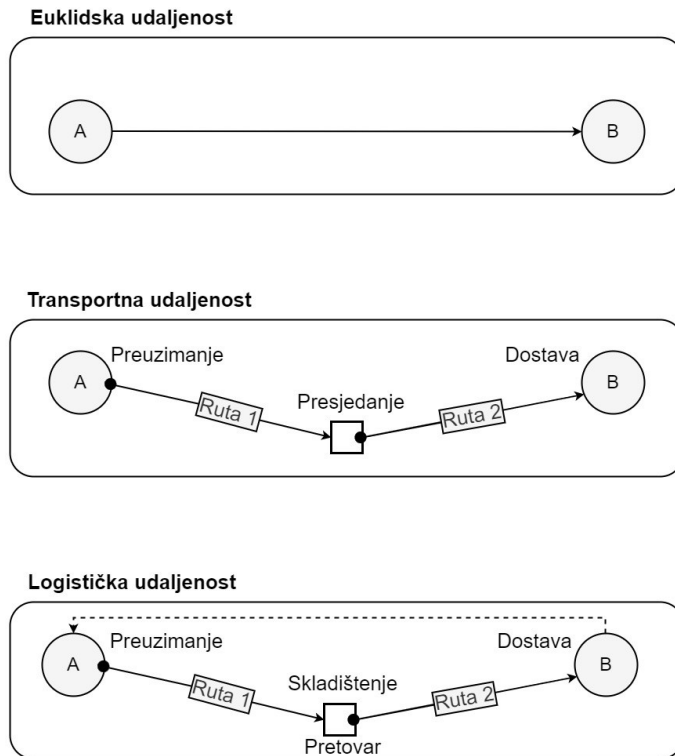 Euklidska udaljenost
A
B
Transportna udaljenost
Preuzimanje
Dostava
A
B
Ruta 1
Presjedanje
Ruta 2
Logistička udaljenost
Preuzimanje
Dostava
A
B
Ruta 1
Skladištenje
Ruta 2
Pretovar